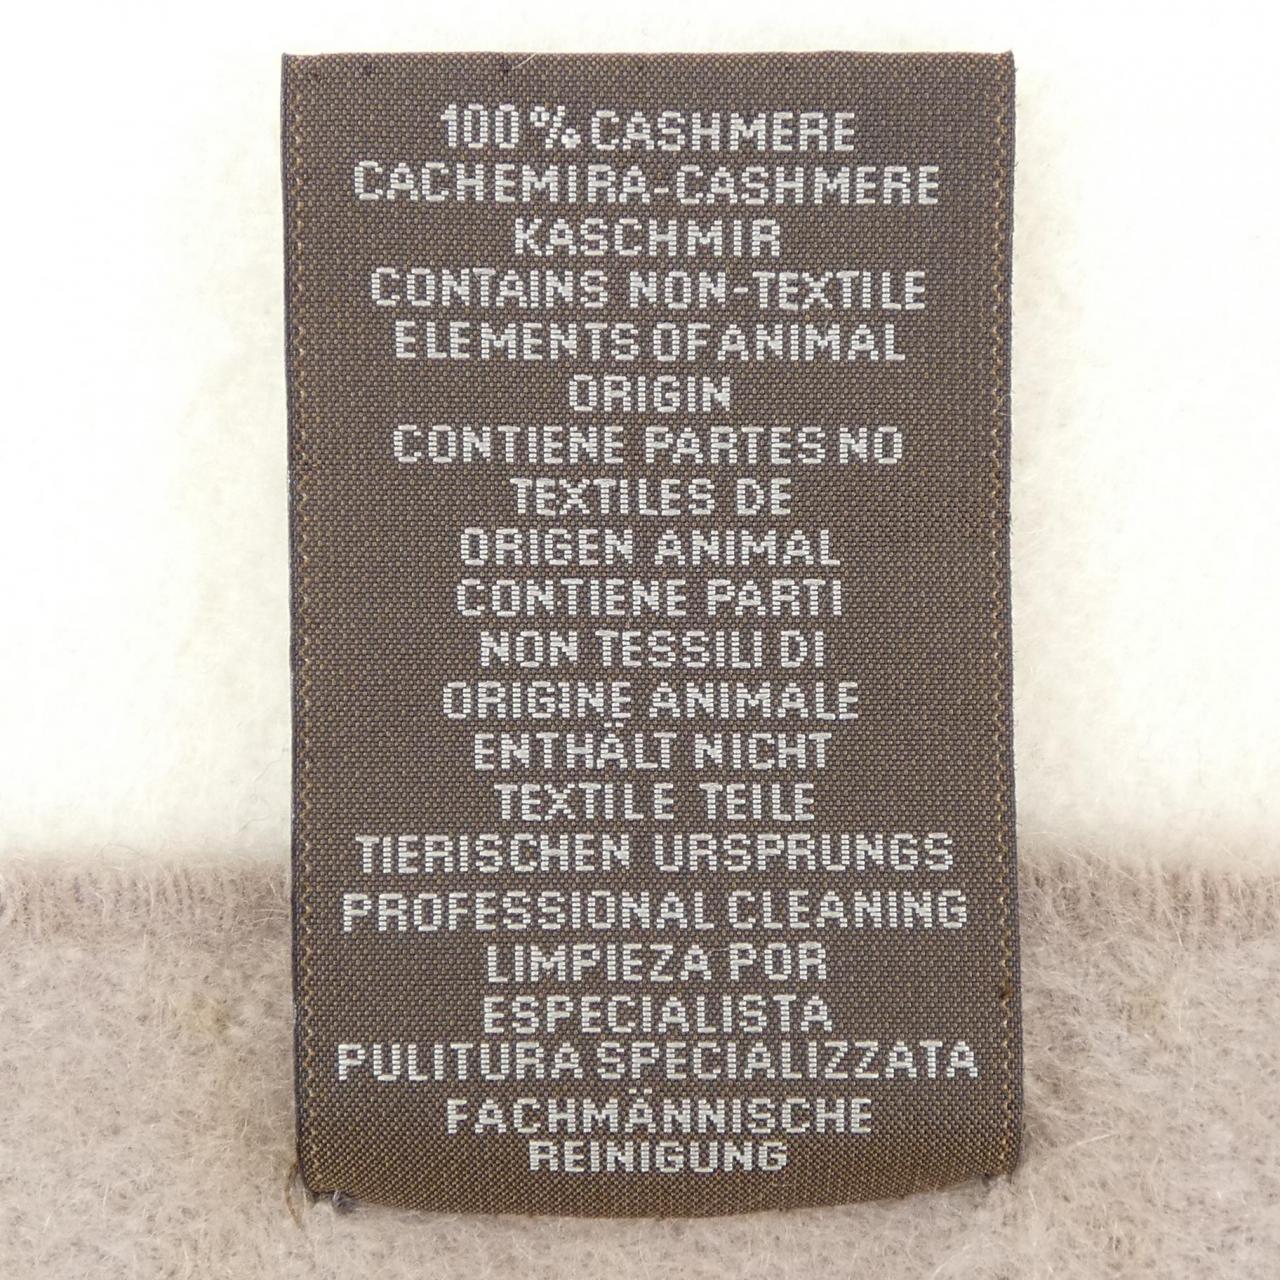 100% CASHMERE
CACHEMIRA-CASHMERE
KASCHMIR
CONTAINS NON-TEXTILE
ELEMENTS OF ANIMAL
ORIGIN
CONTIENE PARTES NO
TEXTILES DE
ORIGEN ANIMAL
CONTIENE PARTI
NON TESSILI DI
ORIGINE ANIMALE
ENTHÄLT NICHT
TEXTILE TEILE
TIERISCHEN URSPRUNGS
PROFESSIONAL CLEANING
LIMPIEZA POR
ESPECIALISTA
PULITURA SPECIALIZZATA
FACHMÄNNISCHE
REINIGUNG